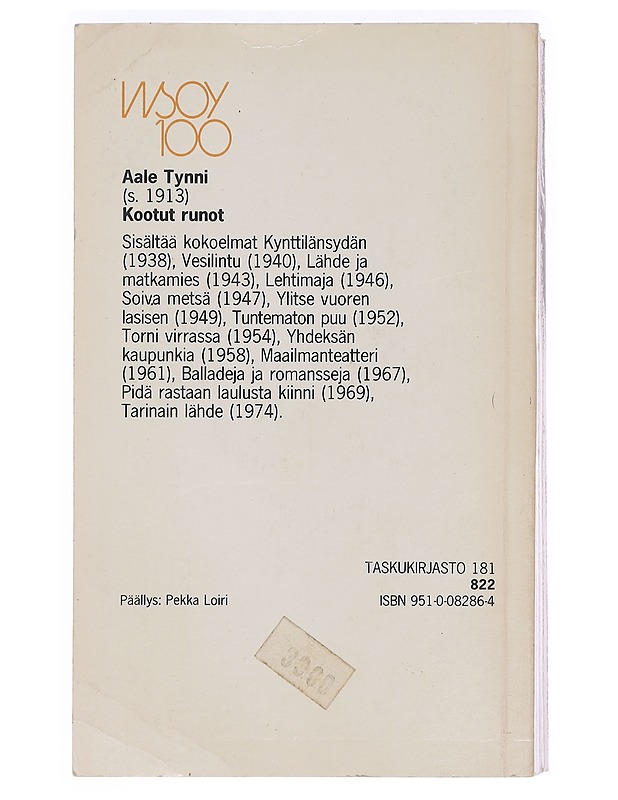 WSOY
100
Aale Tynni
(s. 1913)
Kootut runot
Sisältää kokoelmat Kynttilänsydän
(1938), Vesilintu (1940), Lähde ja
matkamies (1943), Lehtimaja (1946),
Soiva metsä (1947), Ylitse vuoren
lasisen (1949), Tuntematon puu (1952),
Torni virrassa (1954), Yhdeksän
kaupunkia (1958), Maailmanteatteri
(1961), Balladeja ja romansseja (1967),
Pidä rastaan laulusta kiinni (1969),
Tarinain lähde (1974).
TASKUKIRJASTO 181
822
Päällys: Pekka Loiri
ISBN 951-0-08286-4